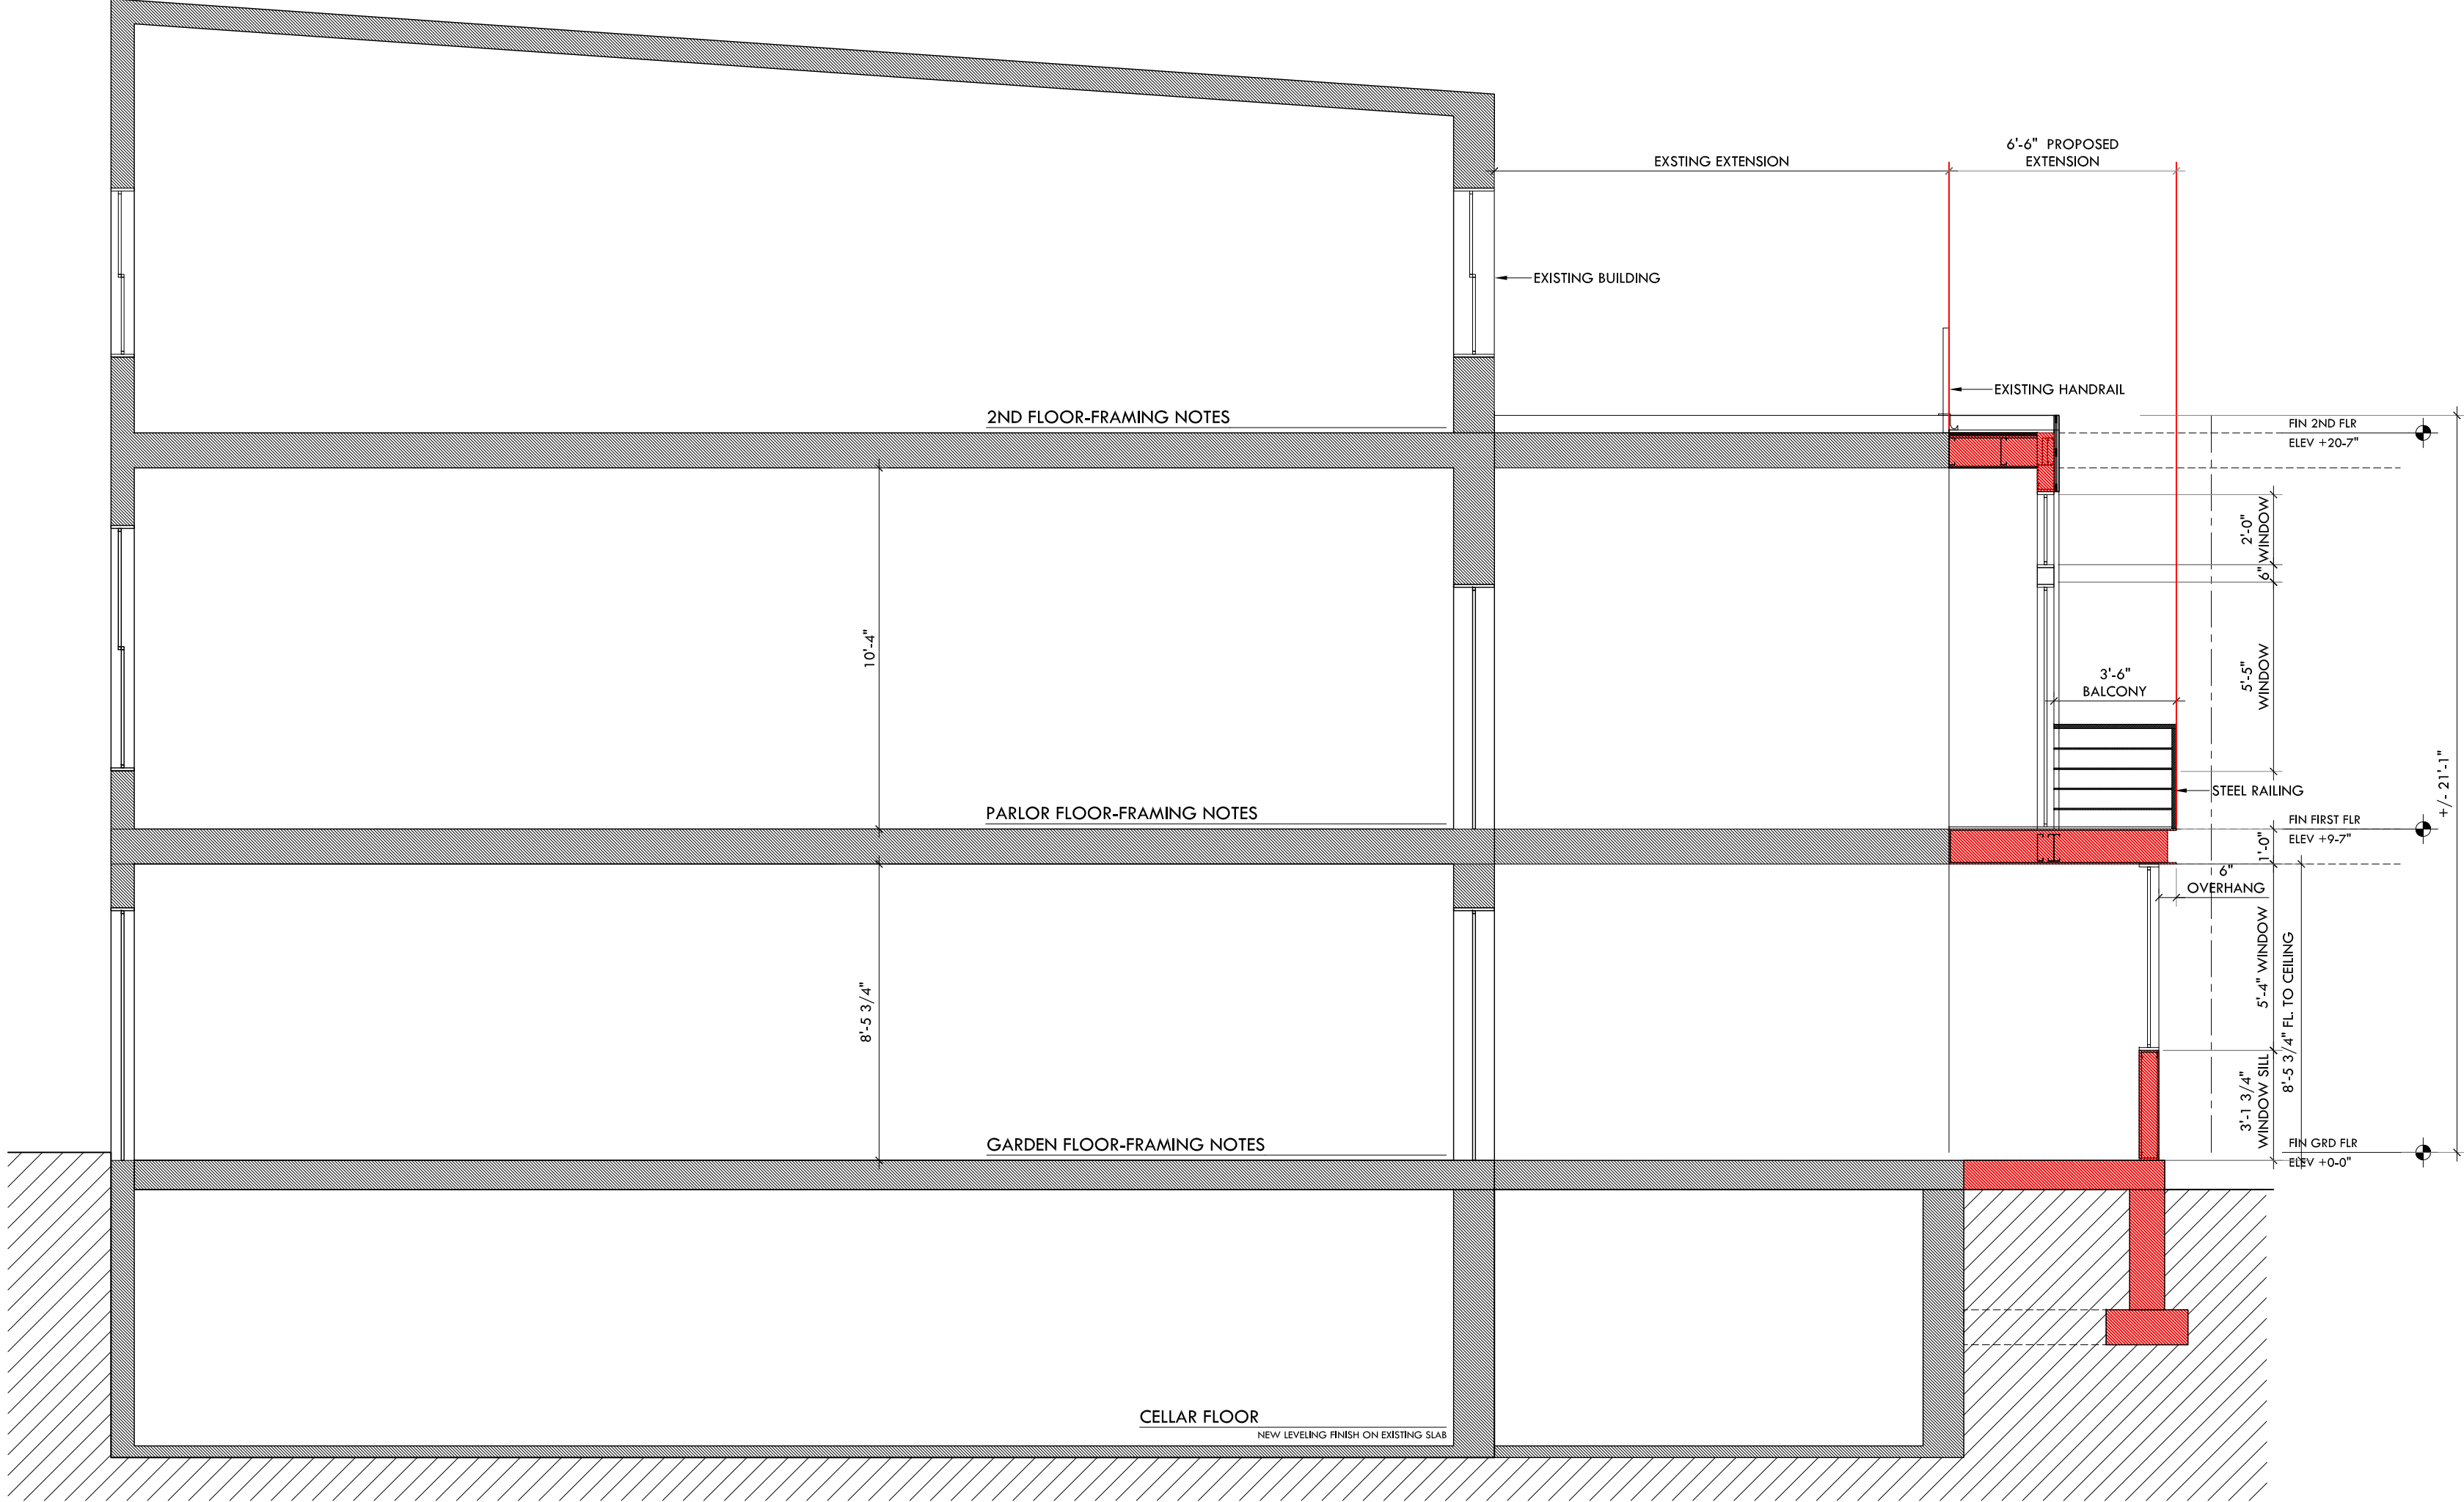 6'-6" PROPOSED
EXTENSION
EXSTING EXTENSION
EXISTING BUILDING
EXISTING HANDRAIL
2ND FLOOR-FRAMING NOTES
FIN 2ND FLR
ELEV +20-7"
2'-0"
WINDOW
6"
10'-4"
5'-5"
WINDOW
3'-6"
BALCONY
+/- 21'-1"
STEEL RAILING
PARLOR FLOOR-FRAMING NOTES
FIN FIRST FLR
ELEV +9-7"
1'-0"
6"
OVERHANG
5'-4" WINDOW
8'-5 3/4" FL. TO CEILING
8'-5 3/4"
3'-1 3/4"
WINDOW SILL
GARDEN FLOOR-FRAMING NOTES
FIN GRD FLR
ELEV +0-0"
CELLAR FLOOR
NEW LEVELING FINISH ON EXISTING SLAB